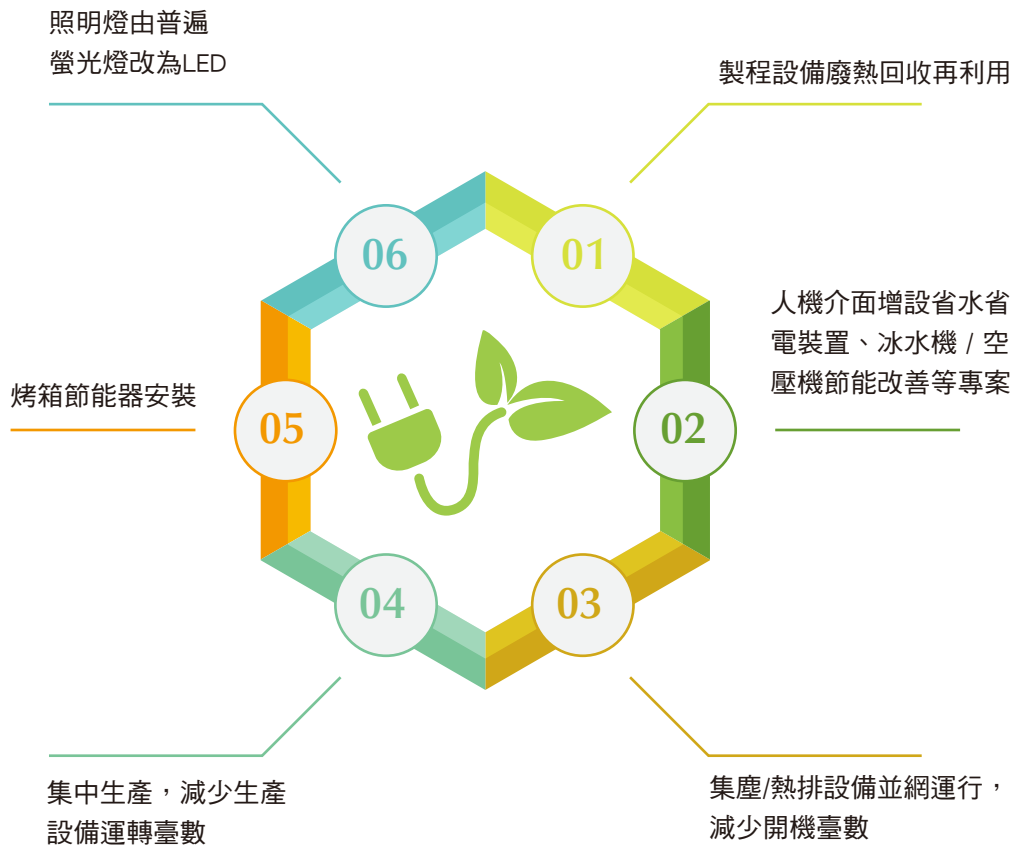 照明燈由普遍
螢光燈改為LED
製程設備廢熱回收再利用
06
01
人機介面增設省水省
電裝置、冰水機 / 空
壓機節能改善等專案
烤箱節能器安裝
05
02
04
03
集中生產，減少生產
設備運轉臺數
集塵/熱排設備並網運行，
減少開機臺數